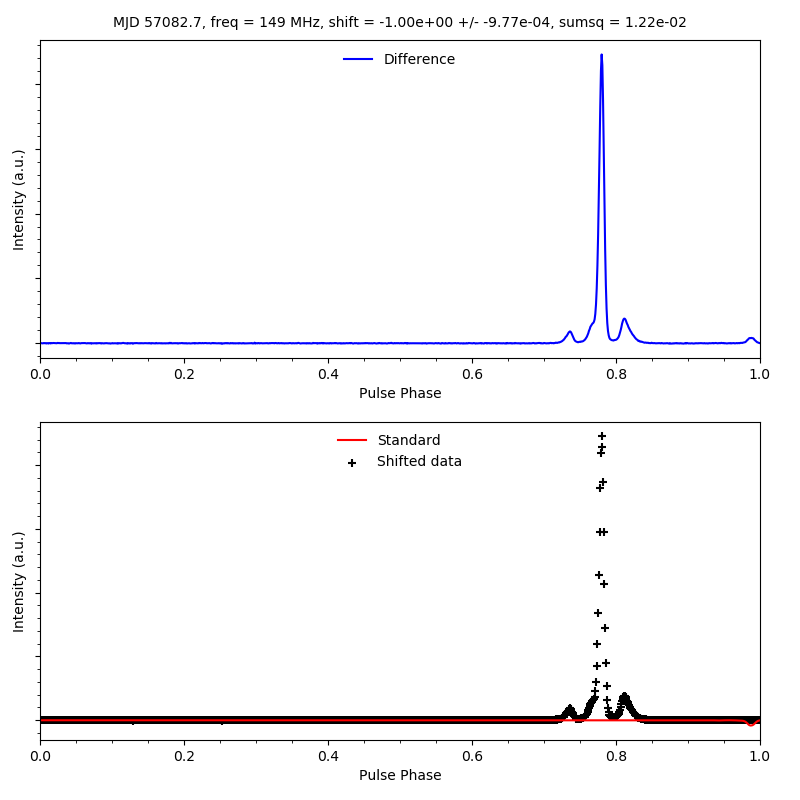 MJD 57082.7, freq = 149 MHz, shift = -1.00e+00 +/- -9.77e-04, sumsq = 1.22e-02
Difference
Intensity (a.u.)
0.0 0.2 0.4 0.6 0.8 1.0
Pulse Phase
Standard
Shifted data
Intensity (a.u.)
0.0 0.2 0.4 0.6 0.8 1.0
Pulse Phase